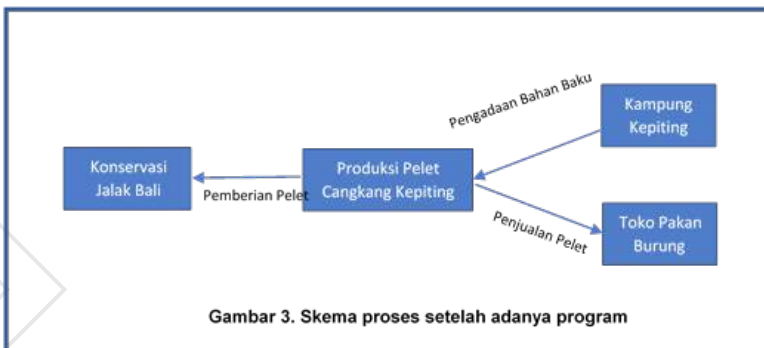 Pengadaan Bahan Baku
Kampung
Kepiting
Konservasi
Jalak Bali
Pemberian Pelet
Produksi Pelet
Cangkang Kepiting
Penjualan Pelet
Toko Pakan
Burung
Gambar 3. Skema proses setelah adanya program